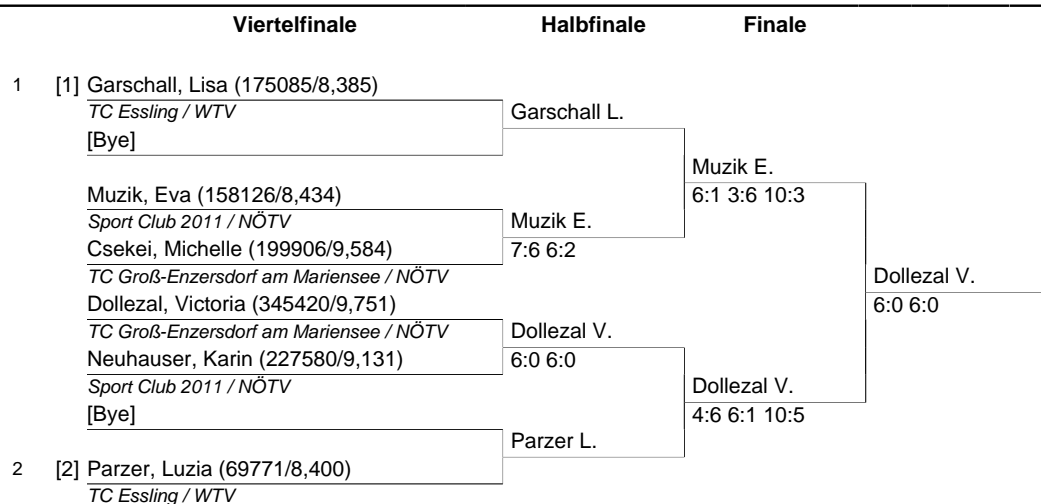 Viertelfinale Halbfinale Finale
1 [1] Garschall, Lisa (175085/8,385)
TC Essling / WTV Garschall L.
[Bye]
Muzik E.
Muzik, Eva (158126/8,434) 6:1 3:6 10:3
Sport Club 2011 / NÖTV Muzik E.
Csekei, Michelle (199906/9,584) 7:6 6:2
TC Groß-Enzersdorf am Mariensee / NÖTV Dollezal V.
Dollezal, Victoria (345420/9,751) 6:0 6:0
TC Groß-Enzersdorf am Mariensee / NÖTV Dollezal V.
Neuhauser, Karin (227580/9,131) 6:0 6:0
Sport Club 2011 / NÖTV Dollezal V.
[Bye] 4:6 6:1 10:5
Parzer L.
2 [2] Parzer, Luzia (69771/8,400)
TC Essling / WTV